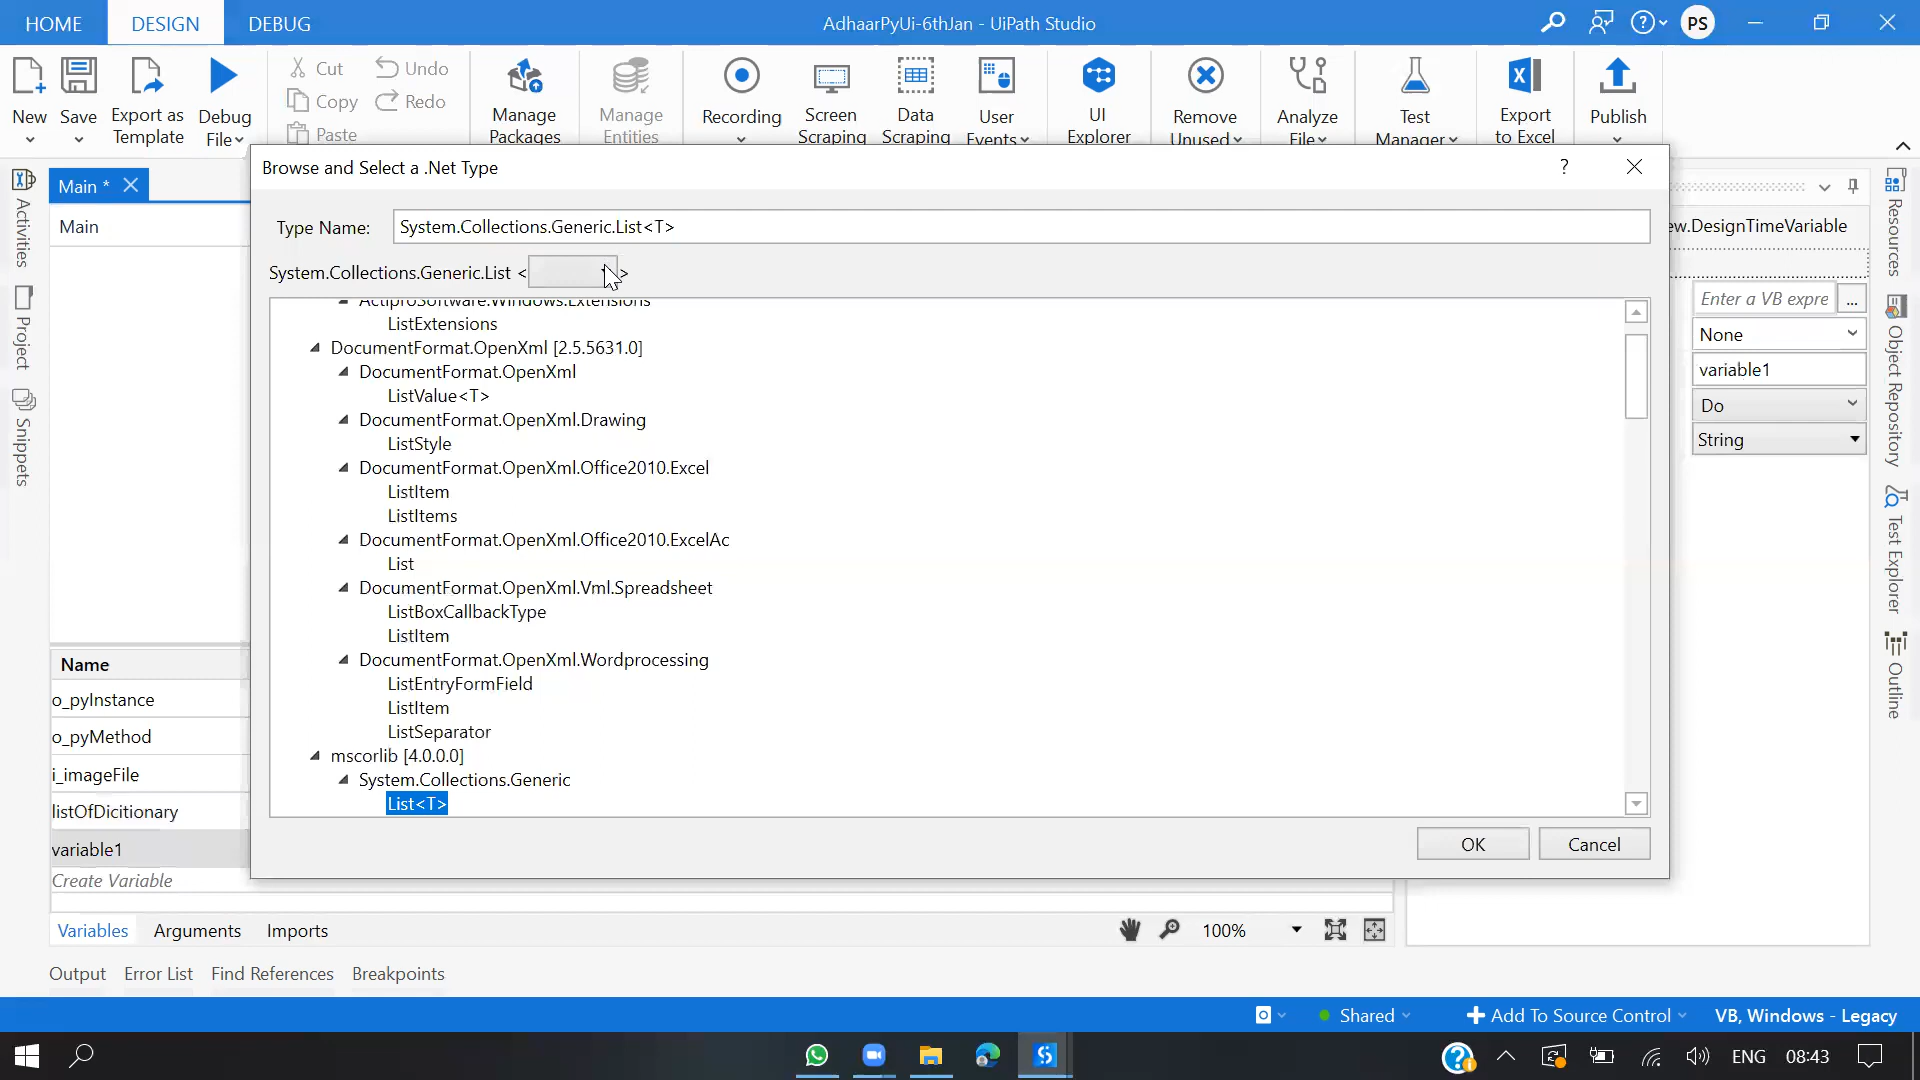 HOME DESIGN DEBUG AdhaarPyUi-6thJan - UiPath Studio PS
New Save Export as Template Debug File
Cut Copy Paste Undo Redo
Manage Packages Manage Entities Recording Screen Scraping Data Scraping User Events UI Explorer Remove Unused Analyze File Test Manager Export to Excel Publish
Main *
Main
Activities
Project
Snippets
Browse and Select a .Net Type ?
Type Name: System.Collections.Generic.List<T>
System.Collections.Generic.List < >
ActiproSoftware.Windows.Extensions
ListExtensions
DocumentFormat.OpenXml [2.5.5631.0]
DocumentFormat.OpenXml
ListValue<T>
DocumentFormat.OpenXml.Drawing
ListStyle
DocumentFormat.OpenXml.Office2010.Excel
ListItem
ListItems
DocumentFormat.OpenXml.Office2010.ExcelAc
List
DocumentFormat.OpenXml.Vml.Spreadsheet
ListBoxCallbackType
ListItem
DocumentFormat.OpenXml.Wordprocessing
ListEntryFormField
ListItem
ListSeparator
mscorlib [4.0.0.0]
System.Collections.Generic
List<T>
OK Cancel
ew.DesignTimeVariable
Enter a VB expre ...
None
variable1
Do
String
Resources
Object Repository
Test Explorer
Outline
Name
o_pyInstance
o_pyMethod
i_imageFile
listOfDicitionary
variable1
Create Variable
Variables Arguments Imports 100%
Output Error List Find References Breakpoints
Shared Add To Source Control VB, Windows - Legacy
ENG 08:43